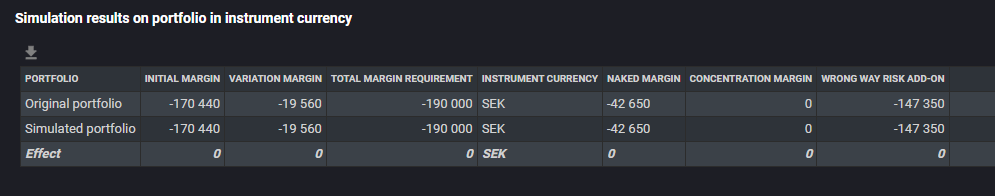 Simulation results on portfolio in instrument currency
PORTFOLIO INITIAL MARGIN VARIATION MARGIN TOTAL MARGIN REQUIREMENT INSTRUMENT CURRENCY NAKED MARGIN CONCENTRATION MARGIN WRONG WAY RISK ADD-ON
Original portfolio -170 440 -19 560 -190 000 SEK -42 650 0 -147 350
Simulated portfolio -170 440 -19 560 -190 000 SEK -42 650 0 -147 350
Effect 0 0 0 SEK 0 0 0